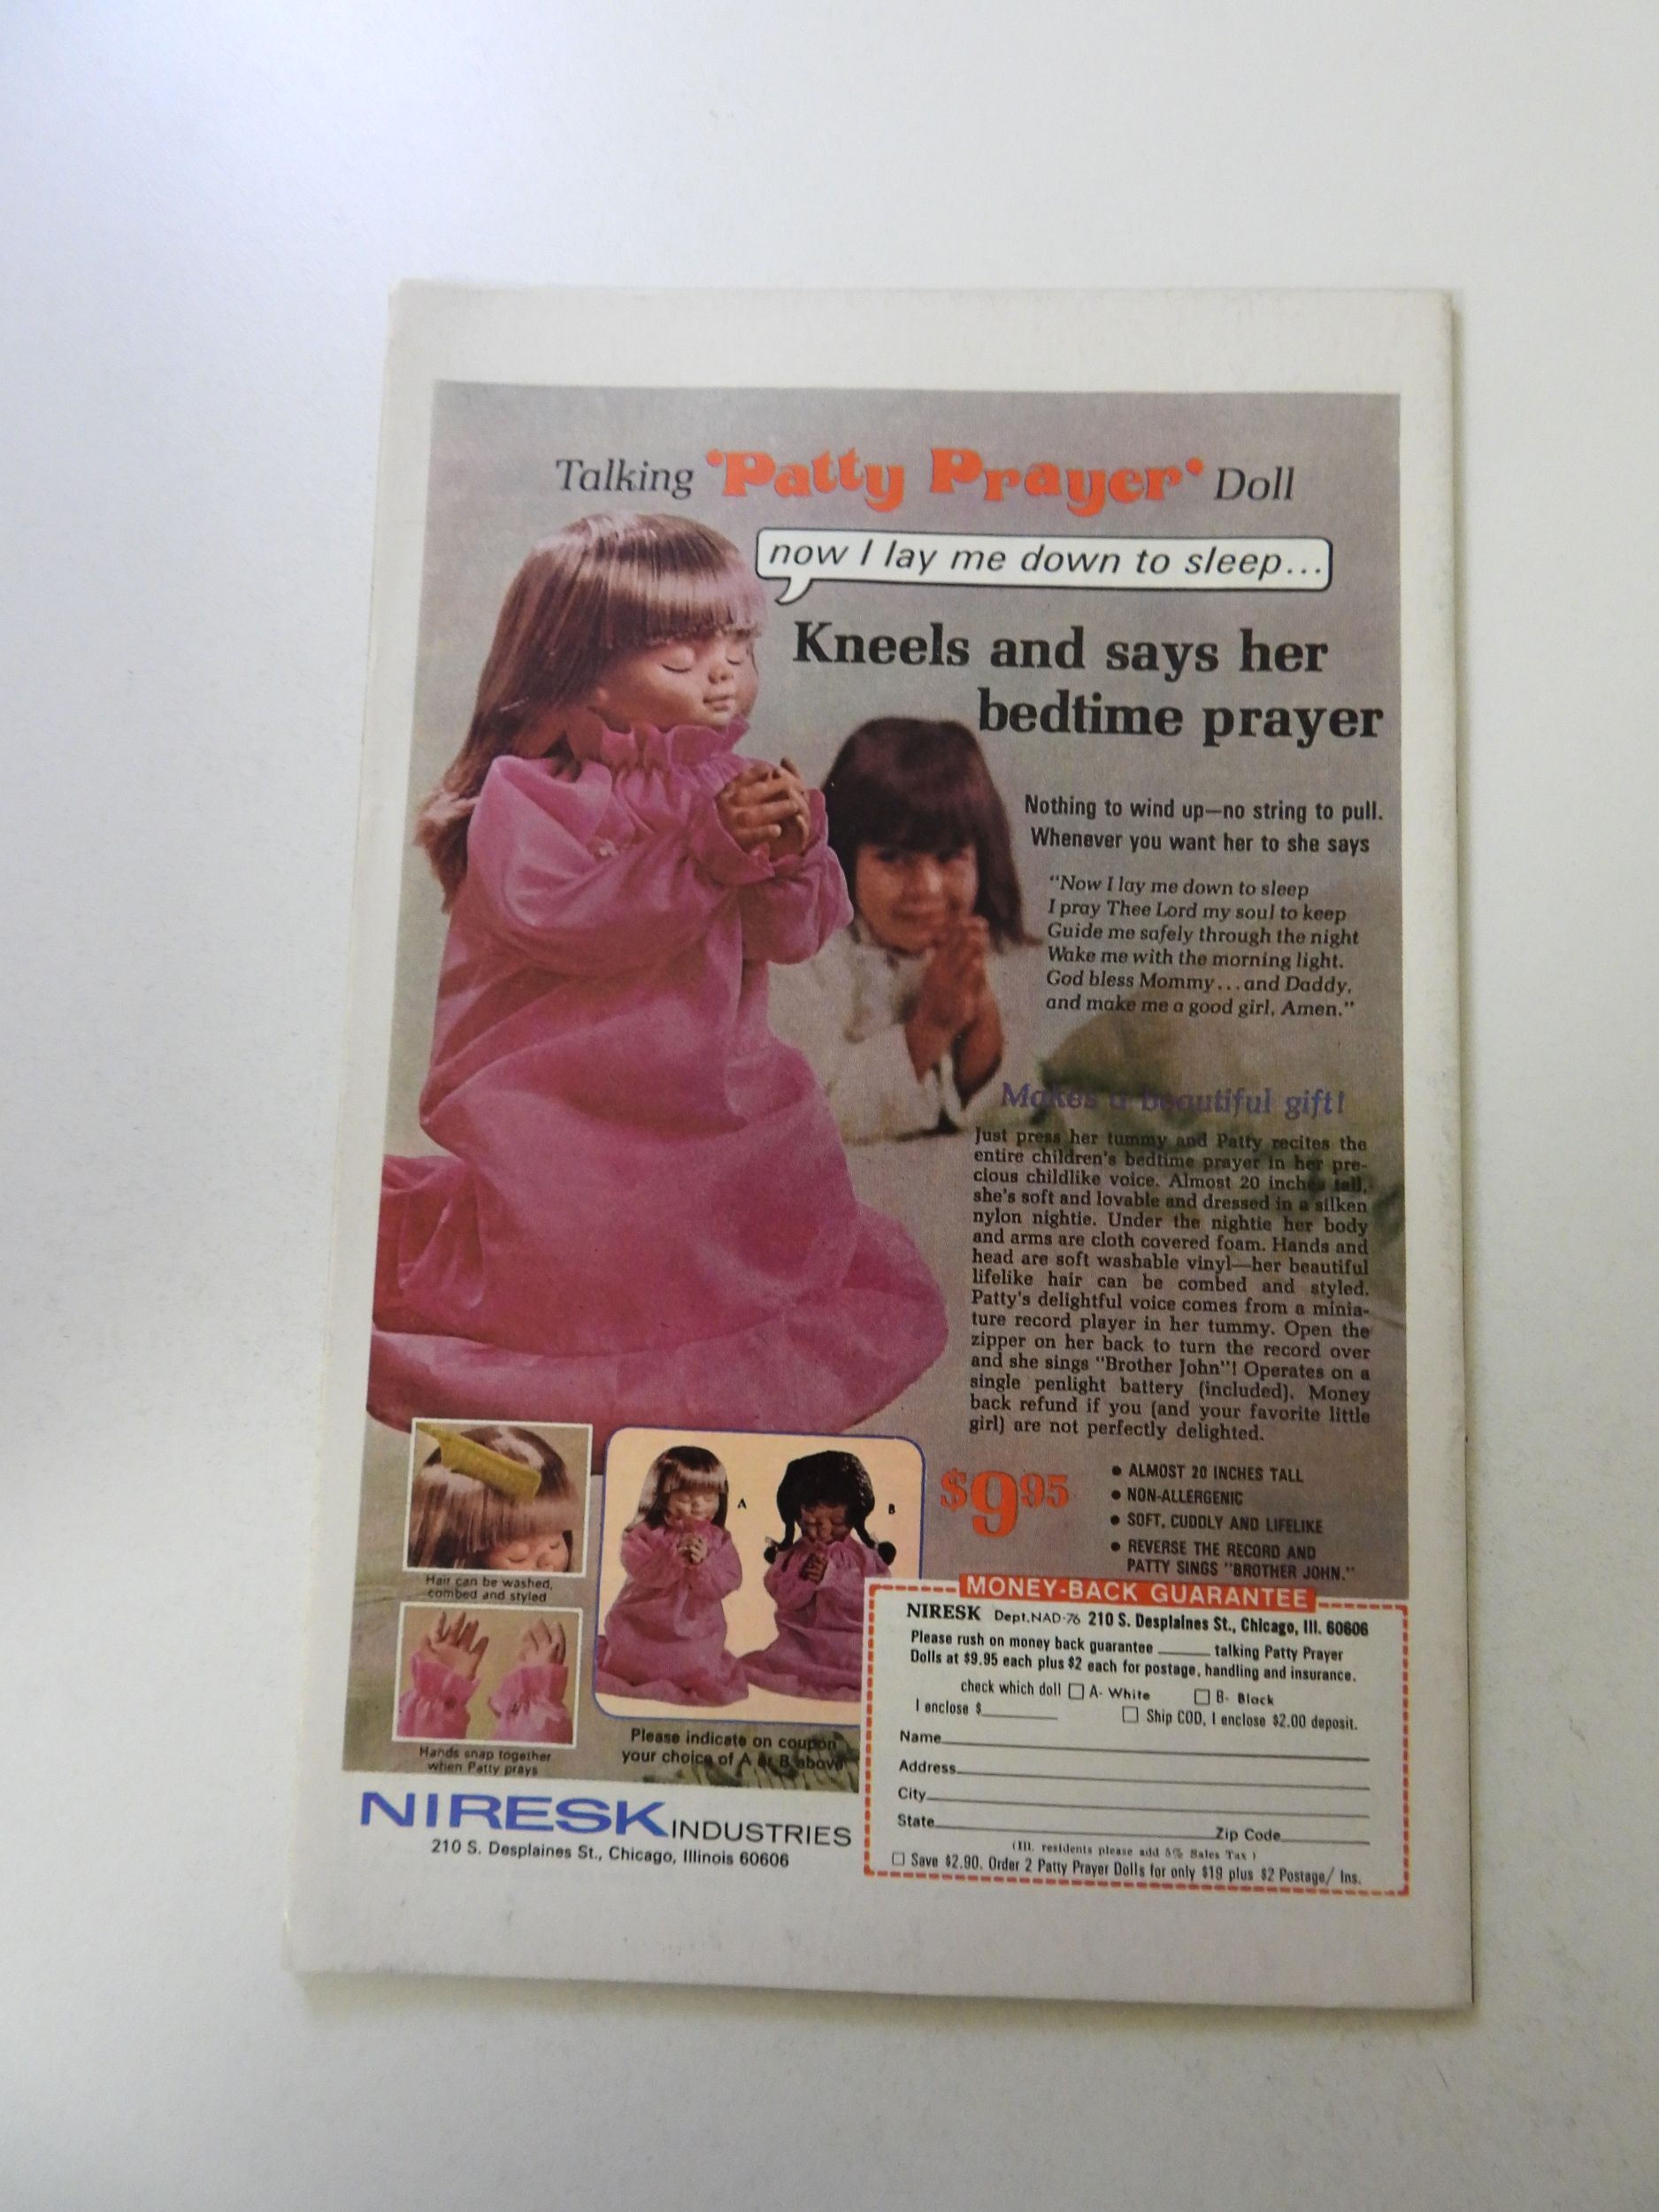 Talking 'Patty Prayer' Doll
now I lay me down to sleep...
Kneels and says her
bedtime prayer
Nothing to wind up—no string to pull.
Whenever you want her to she says
"Now I lay me down to sleep
I pray Thee Lord my soul to keep
Guide me safely through the night
Wake me with the morning light.
God bless Mommy...and Daddy,
and make me a good girl, Amen."
Makes a beautiful gift!
Just press her tummy and Patty recites the
entire children's bedtime prayer in her pre-
cious childlike voice. Almost 20 inches tall,
she's soft and lovable and dressed in a silken
nylon nightie. Under the nightie her body
and arms are cloth covered foam. Hands and
head are soft washable vinyl—her beautiful
lifelike hair can be combed and styled.
Patty's delightful voice comes from a minia-
ture record player in her tummy. Open the
zipper on her back to turn the record over
and she sings "Brother John"! Operates on a
single penlight battery (included). Money
back refund if you (and your favorite little
girl) are not perfectly delighted.
$9.95
• ALMOST 20 INCHES TALL
• NON-ALLERGENIC
• SOFT, CUDDLY AND LIFELIKE
• REVERSE THE RECORD AND
PATTY SINGS "BROTHER JOHN."
Hair can be washed,
combed and styled
Hands snap together
when Patty prays
A
B
Please indicate on coupon
your choice of A or B above
NIRESK INDUSTRIES
210 S. Desplaines St., Chicago, Illinois 60606
MONEY-BACK GUARANTEE
NIRESK Dept. NAD-76 210 S. Desplaines St., Chicago, Ill. 60606
Please rush on money back guarantee ______ talking Patty Prayer
Dolls at $9.95 each plus $2 each for postage, handling and insurance.
check which doll □ A- White □ B- Black
I enclose $________ □ Ship COD, I enclose $2.00 deposit.
Name
Address
City
State Zip Code
(Ill. residents please add 5% Sales Tax)
□ Save $2.90. Order 2 Patty Prayer Dolls for only $19 plus $2 Postage/ Ins.